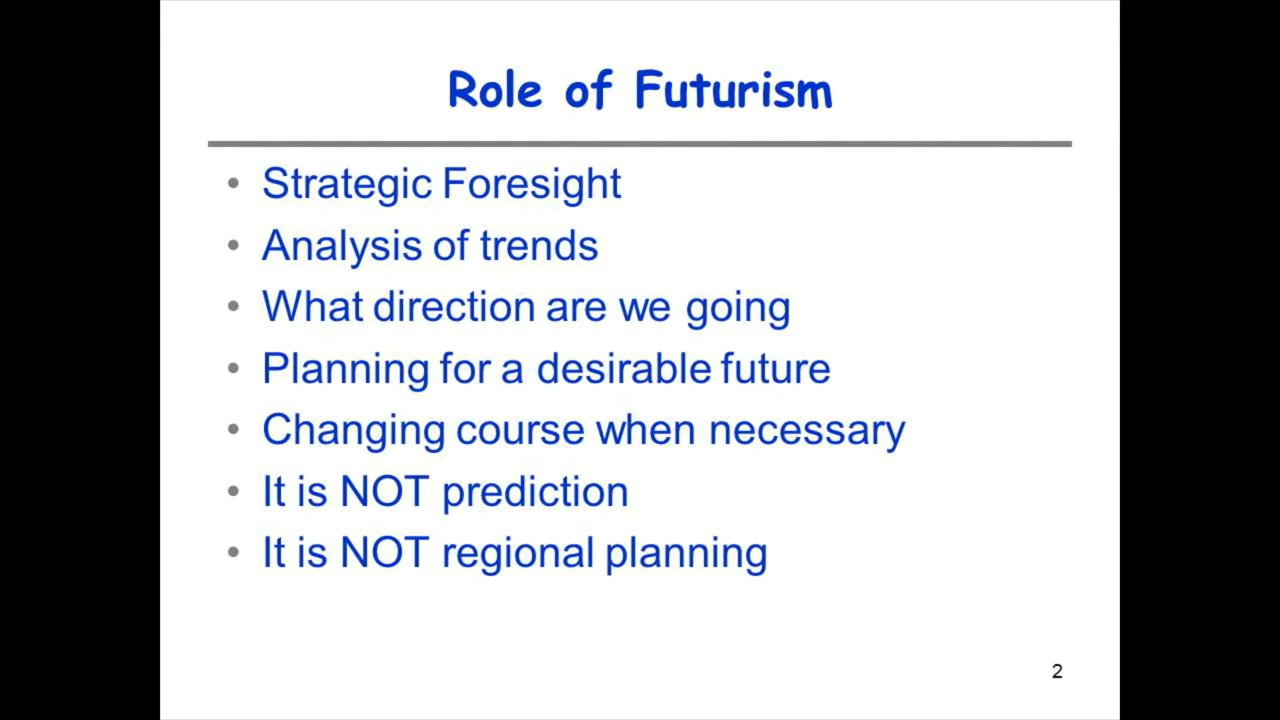 Role of Futurism
• Strategic Foresight
• Analysis of trends
• What direction are we going
• Planning for a desirable future
• Changing course when necessary
• It is NOT prediction
• It is NOT regional planning
2